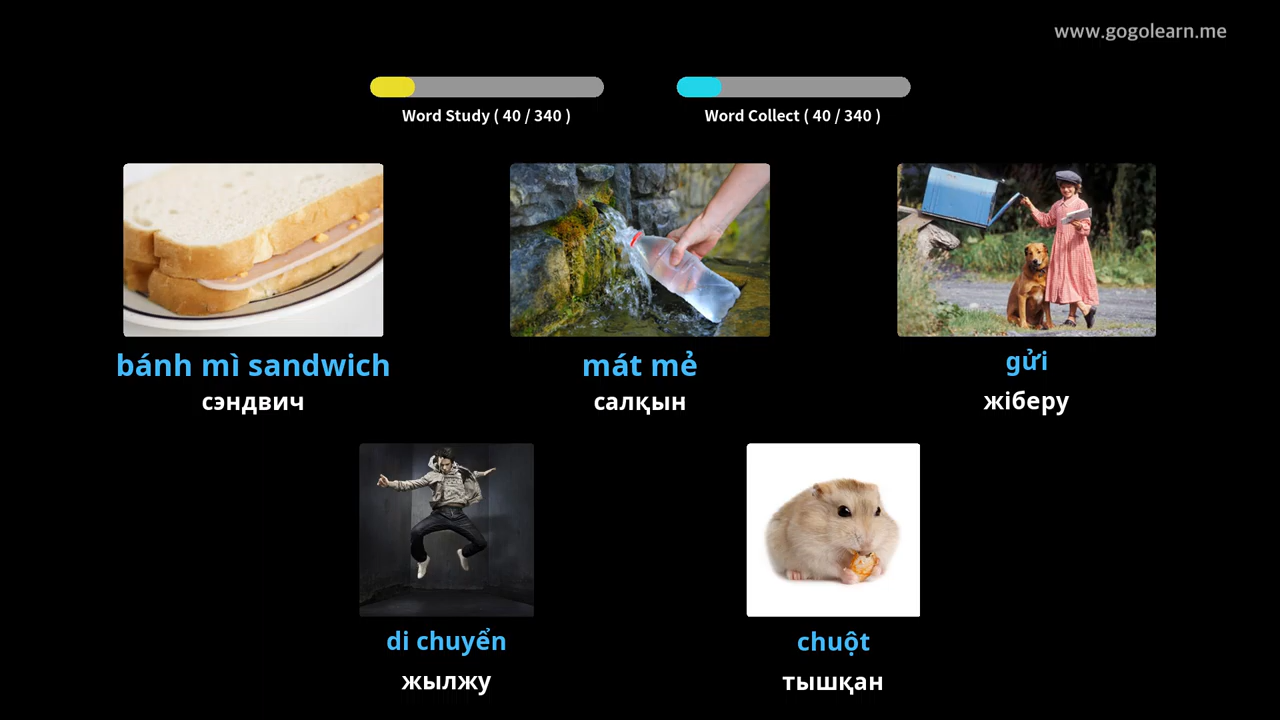 www.gogolearn.me
Word Study ( 40 / 340 )
Word Collect ( 40 / 340 )
bánh mì sandwich
сэндвич
mát mẻ
салқын
gửi
жіберу
di chuyển
жылжу
chuột
тышқан